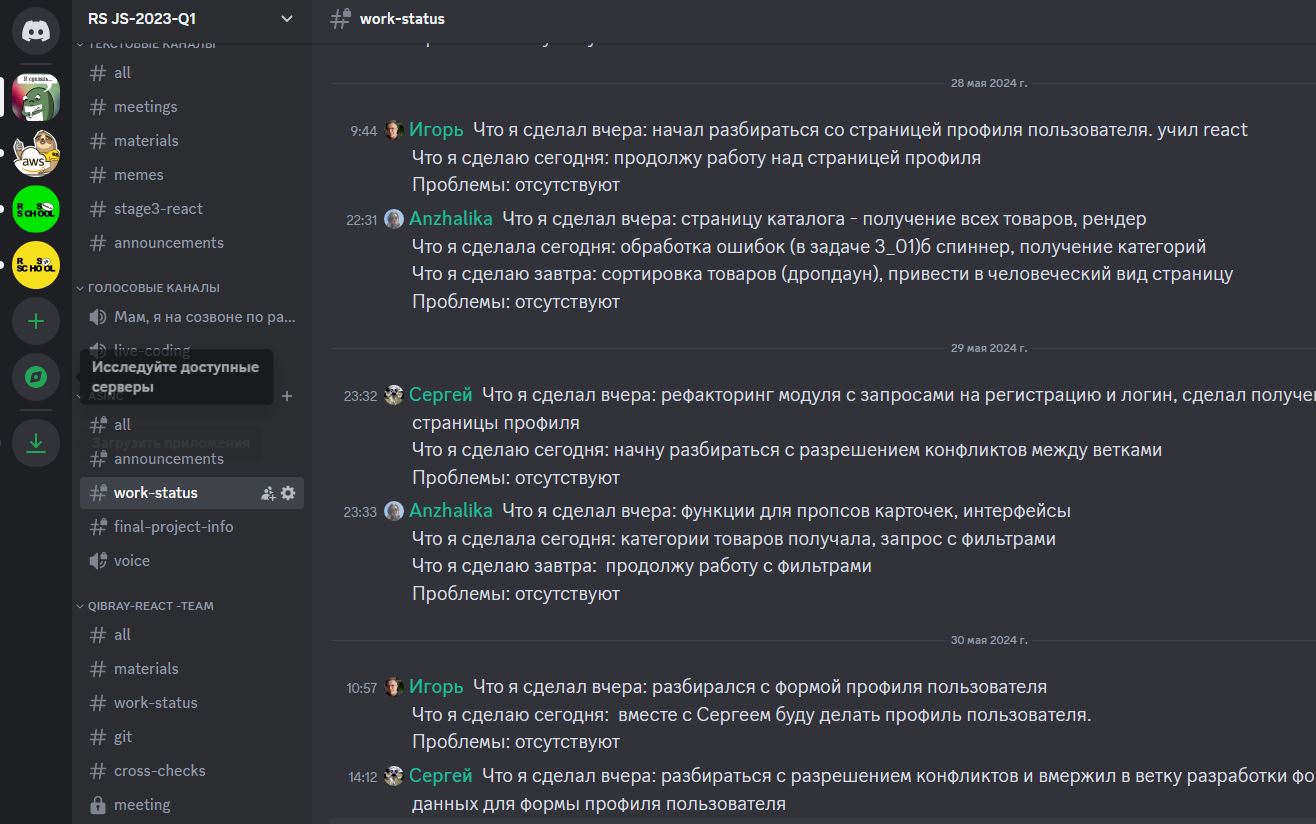 RS JS-2023-Q1
ТЕКСТОВЫЕ КАНАЛЫ
all
meetings
materials
memes
stage3-react
announcements
ГОЛОСОВЫЕ КАНАЛЫ
Мам, я на созвоне по ра...
live-coding
Исследуйте доступные
серверы
ASINC
all
Загрузить приложения
announcements
work-status
final-project-info
voice
QIBRAY-REACT -TEAM
all
materials
work-status
git
cross-checks
meeting
Я сделяль...
aws
RS SCHOOL
RS SCHOOL
work-status
28 мая 2024 г.
9:44 Игорь Что я сделал вчера: начал разбираться со страницей профиля пользователя. учил react
Что я сделаю сегодня: продолжу работу над страницей профиля
Проблемы: отсутствуют
22:31 Anzhalika Что я сделал вчера: страницу каталога - получение всех товаров, рендер
Что я сделала сегодня: обработка ошибок (в задаче 3_01)б спиннер, получение категорий
Что я сделаю завтра: сортировка товаров (дропдаун), привести в человеческий вид страницу
Проблемы: отсутствуют
29 мая 2024 г.
23:32 Сергей Что я сделал вчера: рефакторинг модуля с запросами на регистрацию и логин, сделал получе
страницы профиля
Что я сделаю сегодня: начну разбираться с разрешением конфликтов между ветками
Проблемы: отсутствуют
23:33 Anzhalika Что я сделал вчера: функции для пропсов карточек, интерфейсы
Что я сделала сегодня: категории товаров получала, запрос с фильтрами
Что я сделаю завтра: продолжу работу с фильтрами
Проблемы: отсутствуют
30 мая 2024 г.
10:57 Игорь Что я сделал вчера: разбирался с формой профиля пользователя
Что я сделаю сегодня: вместе с Сергеем буду делать профиль пользователя.
Проблемы: отсутствуют
14:12 Сергей Что я сделал вчера: разбираться с разрешением конфликтов и вмержил в ветку разработки фо
данных для формы профиля пользователя